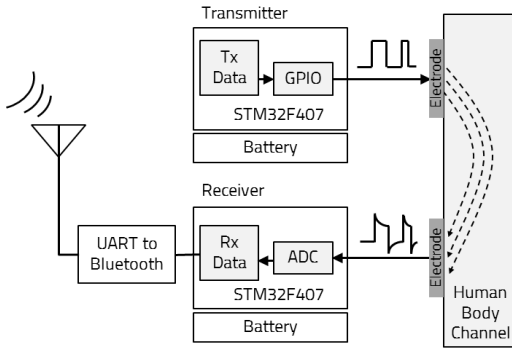 Transmitter
Tx
Data
GPIO
STM32F407
Battery
Electrode
Receiver
UART to
Bluetooth
Rx
Data
ADC
STM32F407
Battery
Electrode
Human
Body
Channel